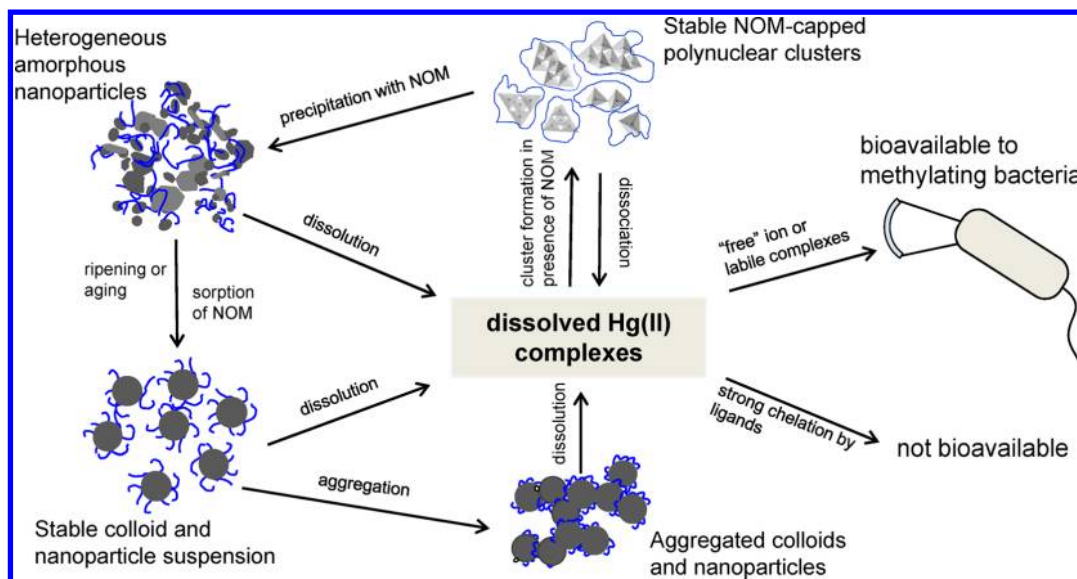 Heterogeneous
amorphous
nanoparticles
precipitation with NOM
Stable NOM-capped
polynuclear clusters
cluster formation in
presence of NOM
dissociation
bioavailable to
methylating bacteria
"free" ion or
labile complexes
dissolution
ripening or
aging
sorption
of NOM
dissolved Hg(II)
complexes
dissolution
dissolution
strong chelation by
ligands
not bioavailable
aggregation
Stable colloid and
nanoparticle suspension
Aggregated colloids
and nanoparticles